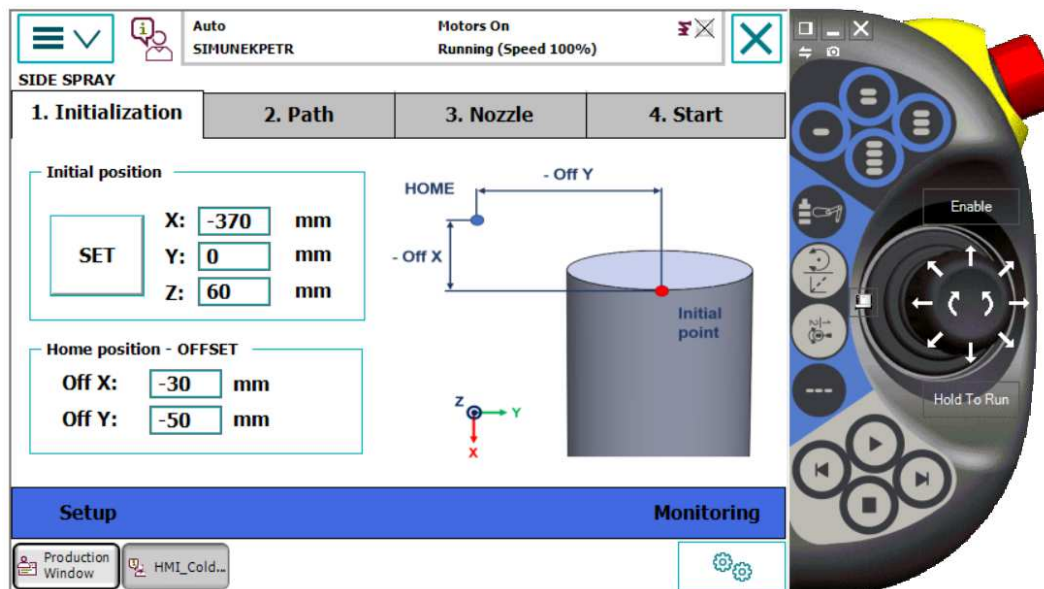 Auto
SIMUNEKPETR
Motors On
Running (Speed 100%)
SIDE SPRAY
1. Initialization
2. Path
3. Nozzle
4. Start
Initial position
SET
X: -370 mm
Y: 0 mm
Z: 60 mm
Home position - OFFSET
Off X: -30 mm
Off Y: -50 mm
HOME
- Off Y
- Off X
Initial
point
Z
Y
X
Setup
Monitoring
Production
Window
HMI_Cold...
Enable
Hold To Run